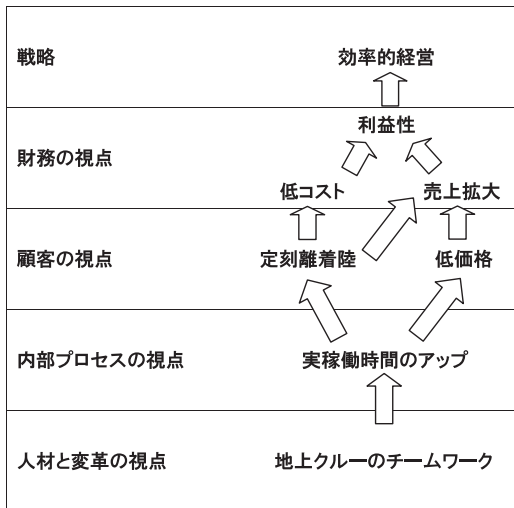 戦略
効率的経営
利益性
財務の視点
低コスト
売上拡大
顧客の視点
定刻離着陸
低価格
内部プロセスの視点
実稼働時間のアップ
人材と変革の視点
地上クルーのチームワーク